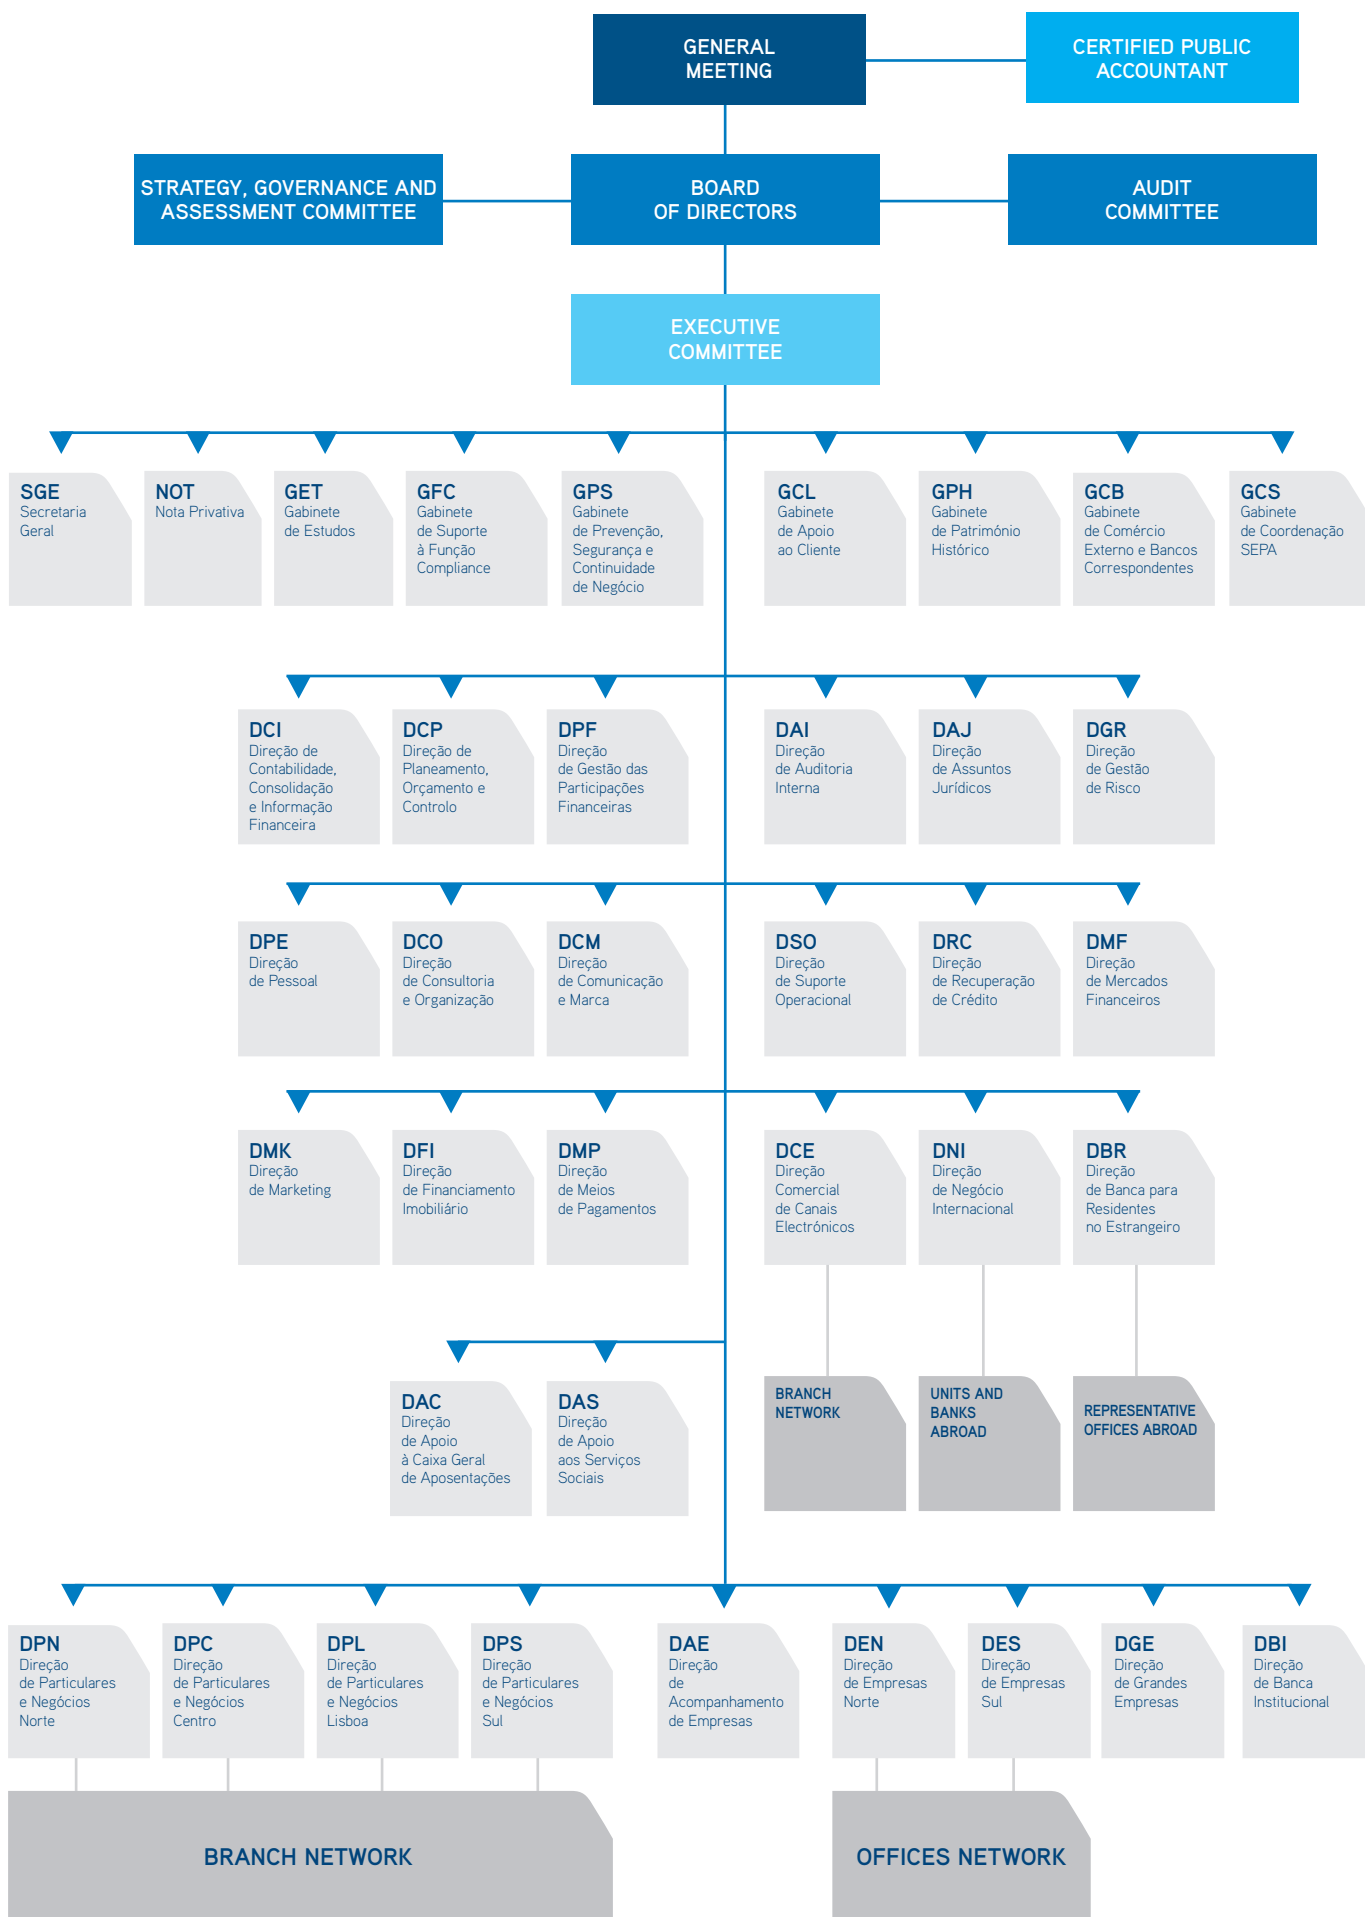 GENERAL
MEETING
CERTIFIED PUBLIC
ACCOUNTANT
STRATEGY, GOVERNANCE AND
ASSESSMENT COMMITTEE
BOARD
OF DIRECTORS
AUDIT
COMMITTEE
EXECUTIVE
COMMITTEE
SGE
Secretaria
Geral
NOT
Nota Privativa
GET
Gabinete
de Estudos
GFC
Gabinete
de Suporte
à Função
Compliance
GPS
Gabinete
de Prevenção,
Segurança e
Continuidade
de Negócio
GCL
Gabinete
de Apoio
ao Cliente
GPH
Gabinete
de Património
Histórico
GCB
Gabinete
de Comércio
Externo e Bancos
Correspondentes
GCS
Gabinete
de Coordenação
SEPA
DCI
Direção de
Contabilidade,
Consolidação
e Informação
Financeira
DCP
Direção de
Planeamento,
Orçamento e
Controlo
DPF
Direção
de Gestão das
Participações
Financeiras
DAI
Direção
de Auditoria
Interna
DAJ
Direção
de Assuntos
Jurídicos
DGR
Direção
de Gestão
de Risco
DPE
Direção
de Pessoal
DCO
Direção
de Consultoria
e Organização
DCM
Direção
de Comunicação
e Marca
DSO
Direção
de Suporte
Operacional
DRC
Direção
de Recuperação
de Crédito
DMF
Direção
de Mercados
Financeiros
DMK
Direção
de Marketing
DFI
Direção
de Financiamento
Imobiliário
DMP
Direção
de Meios
de Pagamentos
DCE
Direção
Comercial
de Canais
Electrónicos
DNI
Direção
de Negócio
Internacional
DBR
Direção
de Banca para
Residentes
no Estrangeiro
DAC
Direção
de Apoio
à Caixa Geral
de Aposentações
DAS
Direção
de Apoio
aos Serviços
Sociais
BRANCH
NETWORK
UNITS AND
BANKS
ABROAD
REPRESENTATIVE
OFFICES ABROAD
DPN
Direção
de Particulares
e Negócios
Norte
DPC
Direção
de Particulares
e Negócios
Centro
DPL
Direção
de Particulares
e Negócios
Lisboa
DPS
Direção
de Particulares
e Negócios
Sul
DAE
Direção
de
Acompanhamento
de Empresas
DEN
Direção
de Empresas
Norte
DES
Direção
de Empresas
Sul
DGE
Direção
de Grandes
Empresas
DBI
Direção
de Banca
Institucional
BRANCH NETWORK
OFFICES NETWORK